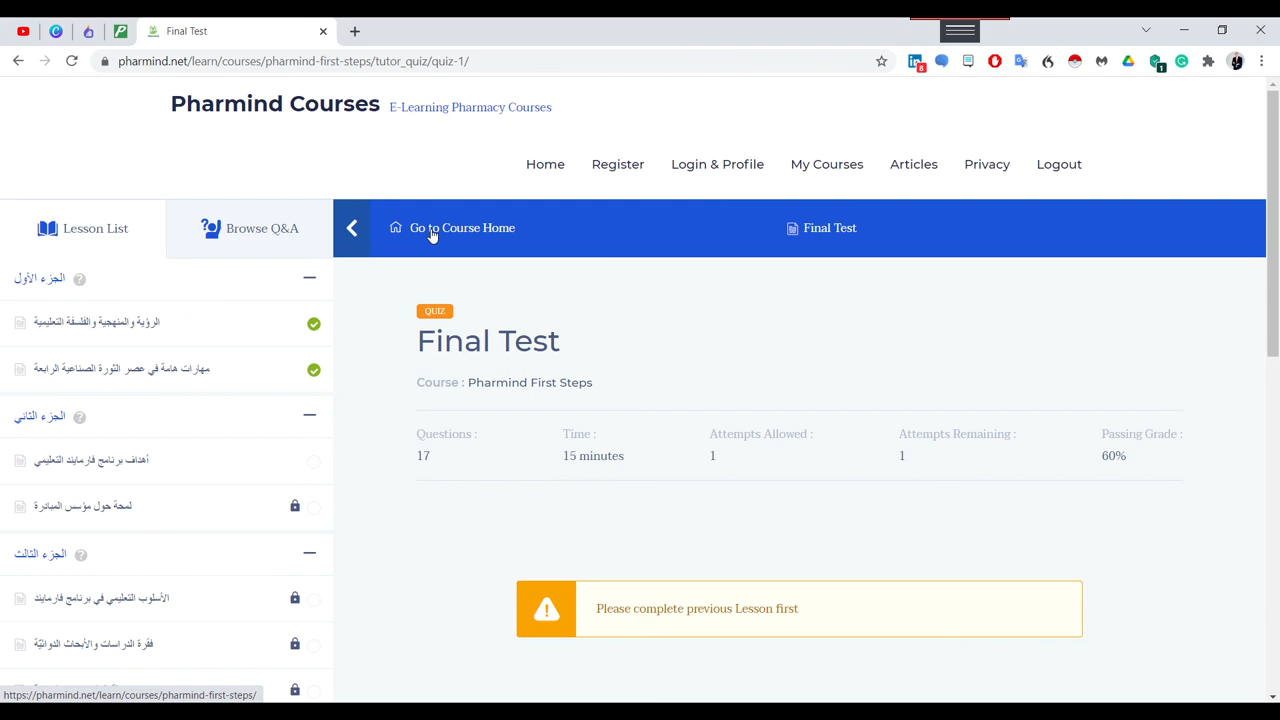 Final Test
pharmind.net/learn/courses/pharmind-first-steps/tutor_quiz/quiz-1/
8
1
Pharmind Courses E-Learning Pharmacy Courses
Home Register Login & Profile My Courses Articles Privacy Logout
Lesson List Browse Q&A
Go to Course Home Final Test
الجزء الأول
الرؤية والمنهجية والفلسفة التعليمية
مهارات هامة في عصر الثورة الصناعية الرابعة
الجزء الثاني
أهداف برنامج فارمايند التعليمي
لمحة حول مؤسس المبادرة
الجزء الثالث
الأسلوب التعليمي في برنامج فارمايند
فقرة الدراسات والأبحاث الدوائيّة
QUIZ
Final Test
Course : Pharmind First Steps
Questions : Time : Attempts Allowed : Attempts Remaining : Passing Grade :
17 15 minutes 1 1 60%
Please complete previous Lesson first
https://pharmind.net/learn/courses/pharmind-first-steps/